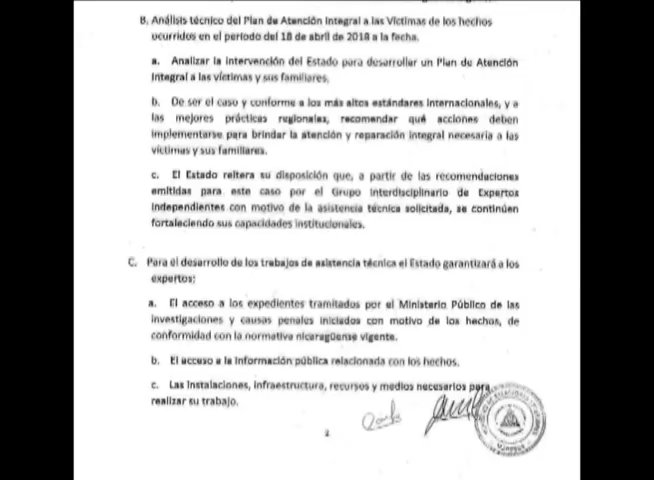 B. Análisis técnico del Plan de Atención Integral a las Víctimas de los hechos
ocurridos en el periodo del 18 de abril de 2018 a la fecha.
a. Analizar la intervención del Estado para desarrollar un Plan de Atención
Integral a las víctimas y sus familiares.
b. De ser el caso y conforme a los más altos estándares internacionales, y a
las mejores prácticas regionales, recomendar qué acciones deben
implementarse para brindar la atención y reparación integral necesaria a las
víctimas y sus familiares.
c. El Estado reitera su disposición que, a partir de las recomendaciones
emitidas para este caso por el Grupo Interdisciplinario de Expertos
Independientes con motivo de la asistencia técnica solicitada, se continúen
fortaleciendo sus capacidades institucionales.
C. Para el desarrollo de los trabajos de asistencia técnica el Estado garantizará a los
expertos:
a. El acceso a los expedientes tramitados por el Ministerio Público de las
investigaciones y causas penales iniciados con motivo de los hechos, de
conformidad con la normativa nicaragüense vigente.
b. El acceso a la información pública relacionada con los hechos.
c. Las instalaciones, infraestructura, recursos y medios necesarios para
realizar su trabajo.